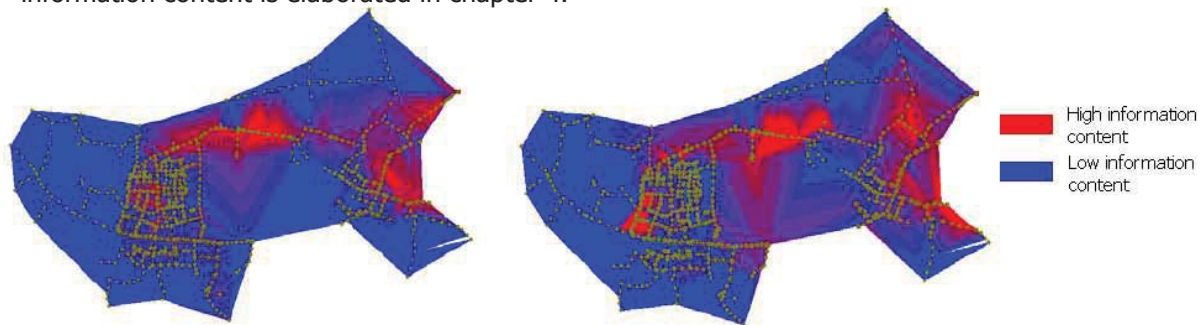 information content is elaborated in chapter 4.
High information
content
Low information
content